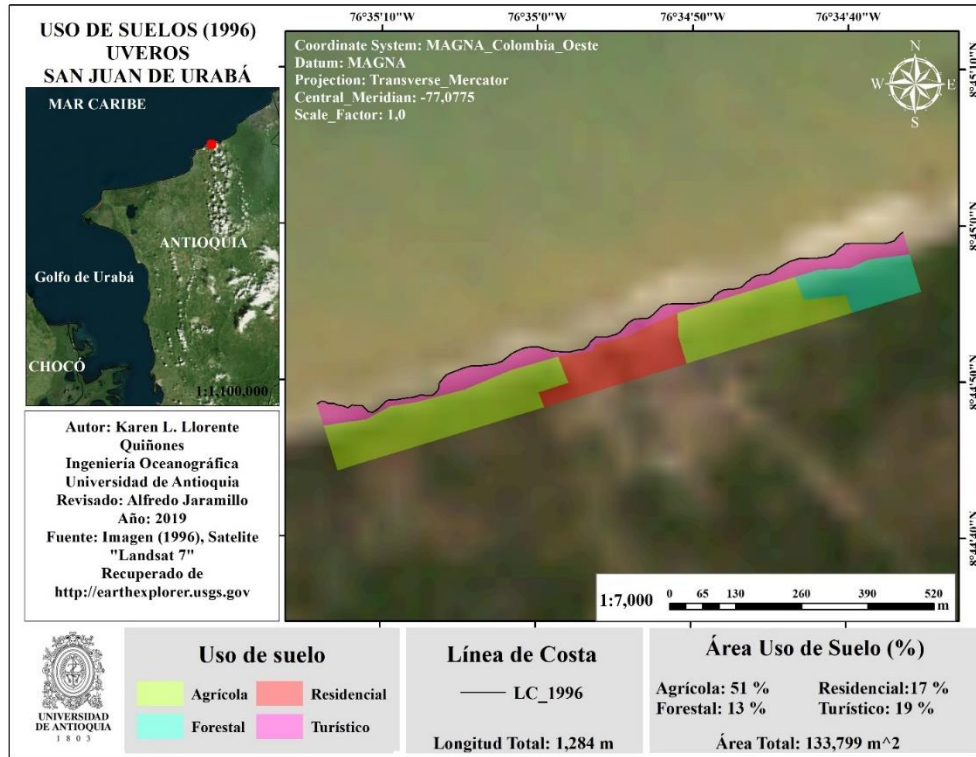 USO DE SUELOS (1996)
UVEROS
SAN JUAN DE URABÁ
MAR CARIBE
ANTIOQUIA
Golfo de Urabá
CHOCÓ
1:1,100,000
Autor: Karen L. Llorente
Quiñones
Ingeniería Oceanográfica
Universidad de Antioquia
Revisado: Alfredo Jaramillo
Año: 2019
Fuente: Imagen (1996), Satelite
"Landsat 7"
Recuperado de
http://earthexplorer.usgs.gov
76°35'10"W 76°35'0"W 76°34'50"W 76°34'40"W
Coordinate System: MAGNA_Colombia_Oeste
Datum: MAGNA
Projection: Transverse_Mercator
Central_Meridian: -77,0775
Scale_Factor: 1,0
N
W E
S
1:7,000 0 65 130 260 390 520
m
UNIVERSIDAD
DE ANTIOQUIA
1 8 0 3
Uso de suelo
Agrícola Residencial
Forestal Turístico
Línea de Costa
LC_1996
Longitud Total: 1,284 m
Área Uso de Suelo (%)
Agrícola: 51 % Residencial:17 %
Forestal: 13 % Turístico: 19 %
Área Total: 133,799 m^2